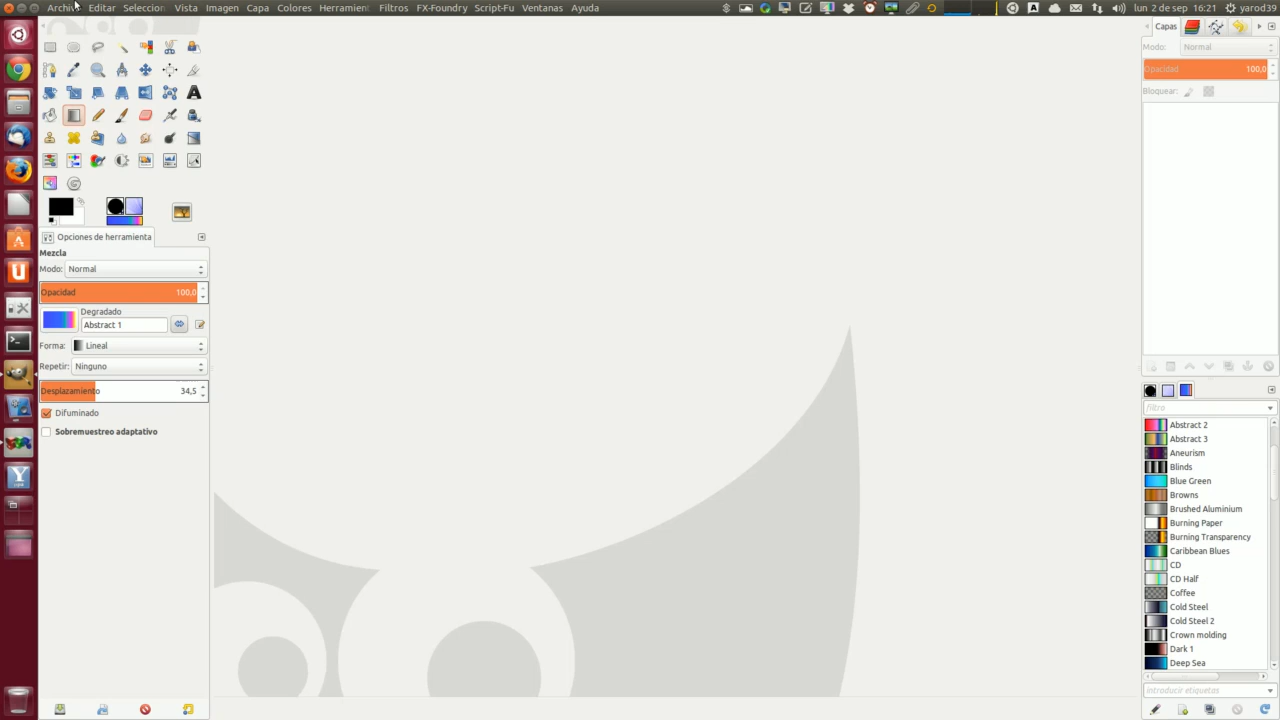 Archivo Editar Seleccionar Vista Imagen Capa Colores Herramientas Filtros FX-Foundry Script-Fu Ventanas Ayuda lun 2 de sep 16:21 yarod39
Opciones de herramienta
Mezcla
Modo: Normal
Opacidad 100,0
Degradado
Abstract 1
Forma: Lineal
Repetir: Ninguno
Desplazamiento 34,5
Difuminado
Sobremuestreo adaptativo
Capas
Modo: Normal
Opacidad 100,0
Bloquear:
filtro
Abstract 2
Abstract 3
Aneurism
Blinds
Blue Green
Browns
Brushed Aluminium
Burning Paper
Burning Transparency
Caribbean Blues
CD
CD Half
Coffee
Cold Steel
Cold Steel 2
Crown molding
Dark 1
Deep Sea
introducir etiquetas